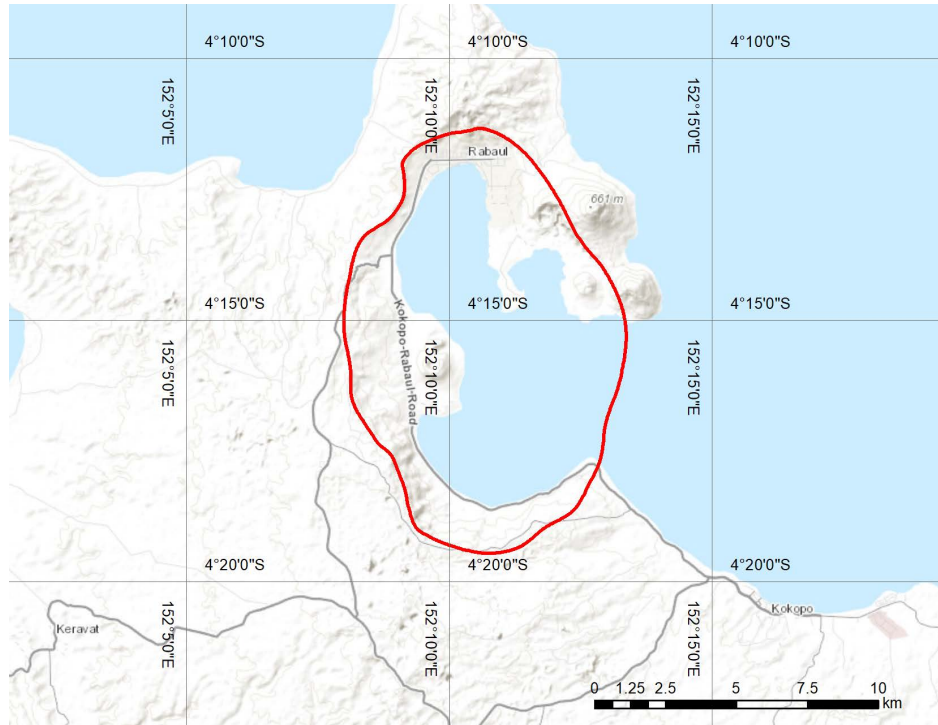 4°10'0"S
4°10'0"S
4°10'0"S
152°5'0"E
152°10'0"E
152°15'0"E
Rabaul
661 m
4°15'0"S
4°15'0"S
4°15'0"S
Kokopo-Rabaul-Road
152°5'0"E
152°10'0"E
152°15'0"E
4°20'0"S
4°20'0"S
4°20'0"S
152°5'0"E
152°10'0"E
152°15'0"E
Kokopo
Keravat
0 1.25 2.5 5 7.5 10
km